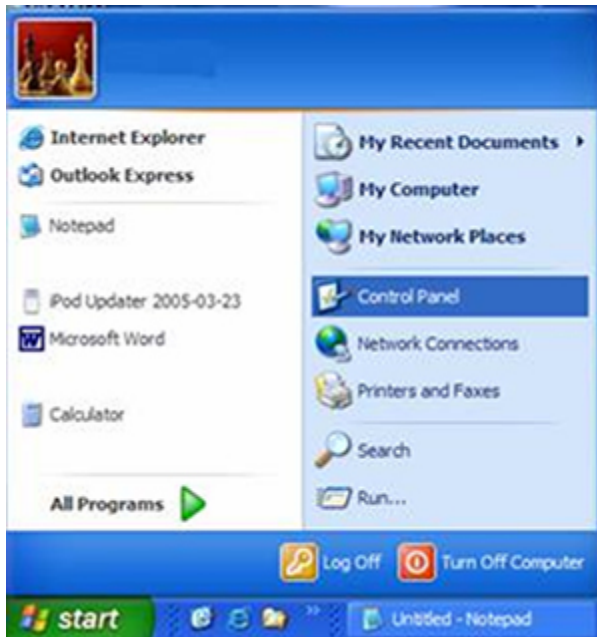 Internet Explorer
Outlook Express
Notepad
iPod Updater 2005-03-23
Microsoft Word
Calculator
All Programs
My Recent Documents
My Computer
My Network Places
Control Panel
Network Connections
Printers and Faxes
Search
Run...
Log Off
Turn Off Computer
start
Untitled - Notepad